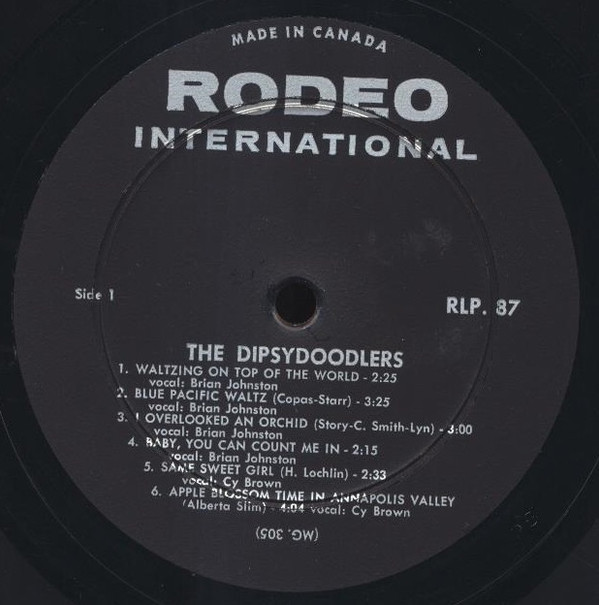 MADE IN CANADA
RODEO
INTERNATIONAL
Side 1
RLP. 87
THE DIPSYDOODLERS
1. WALTZING ON TOP OF THE WORLD - 2:25
vocal: Brian Johnston
2. BLUE PACIFIC WALTZ (Copas-Starr) - 3:25
vocal: Brian Johnston
3. I OVERLOOKED AN ORCHID (Story-C. Smith-Lyn) - 3:00
vocal: Brian Johnston
4. BABY, YOU CAN COUNT ME IN - 2:15
vocal: Brian Johnston
5. SAME SWEET GIRL (H. Lochlin) - 2:33
vocal: Cy Brown
6. APPLE BLOSSOM TIME IN ANNAPOLIS VALLEY
(Alberta Slim) - 4:04 vocal: Cy Brown
(MG. 305)